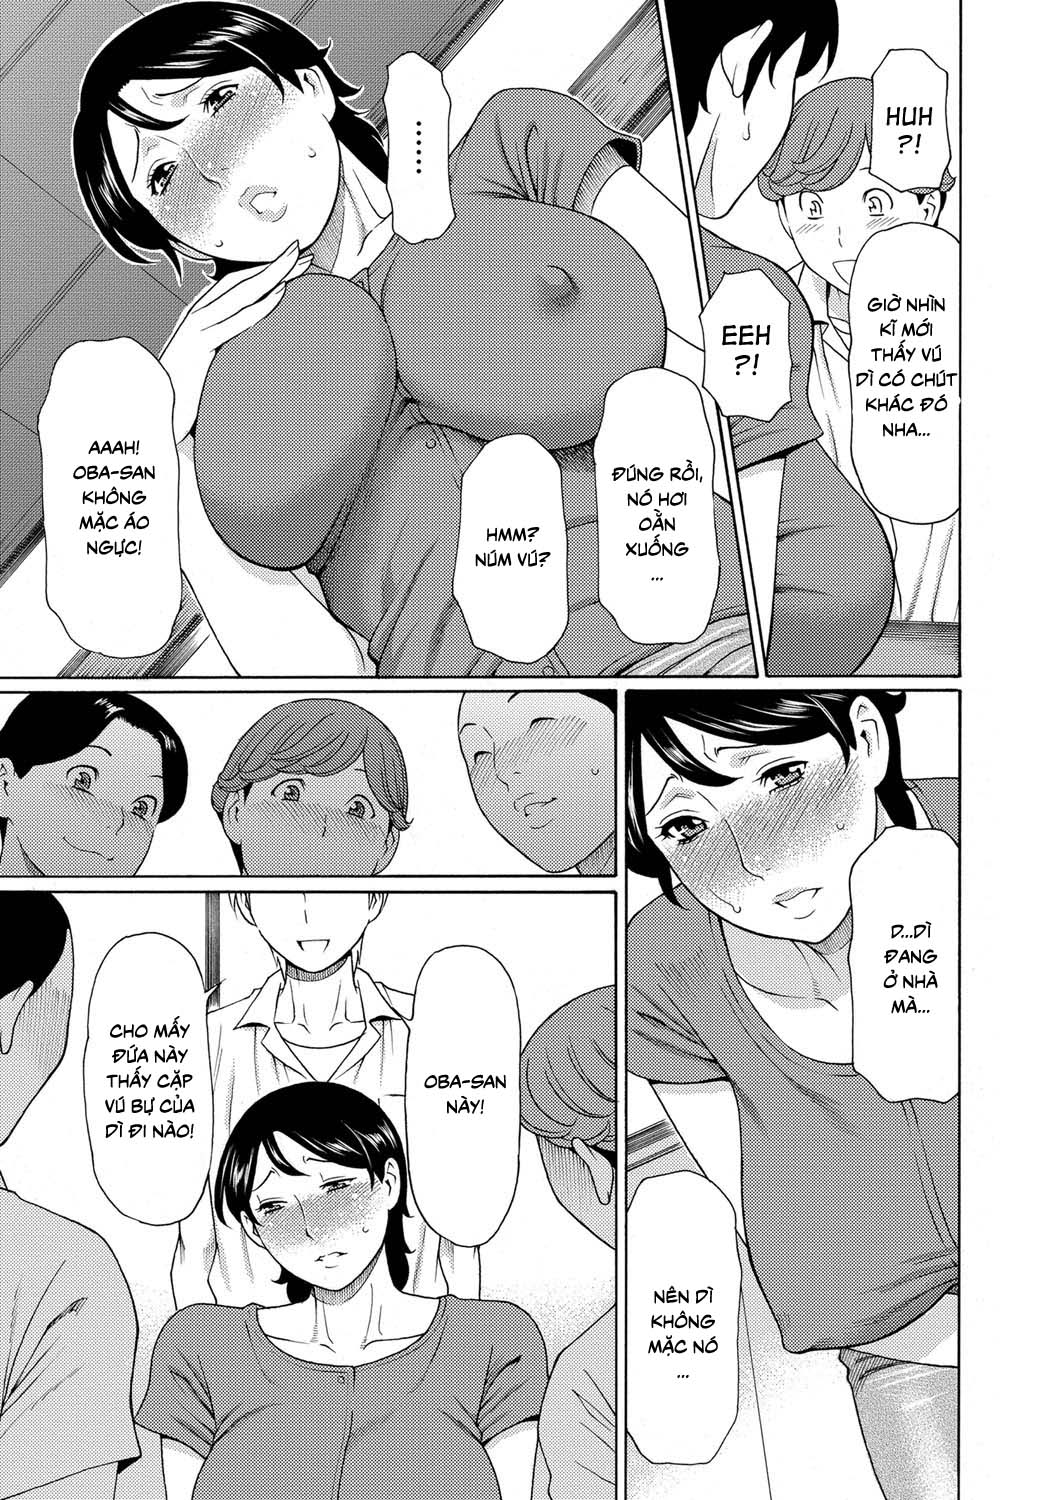 HUH
?!
GIỜ NHÌN
KĨ MỚI
THẤY VÚ
DÌ CÓ CHÚT
KHÁC ĐÓ
NHA...
EEH
?!
ĐÚNG RỒI,
NÓ HƠI
OẰN
XUỐNG
...
HMM?
NÚM VÚ?
.........
AAAH!
OBA-SAN
KHÔNG
MẶC ÁO
NGỰC!
D...DÌ
ĐANG
Ở NHÀ
MÀ...
NÊN DÌ
KHÔNG
MẶC NÓ
...
OBA-SAN
NÀY!
CHO MẤY
ĐỨA NÀY
THẤY CẶP
VÚ BỰ CỦA
DÌ ĐI NÀO!